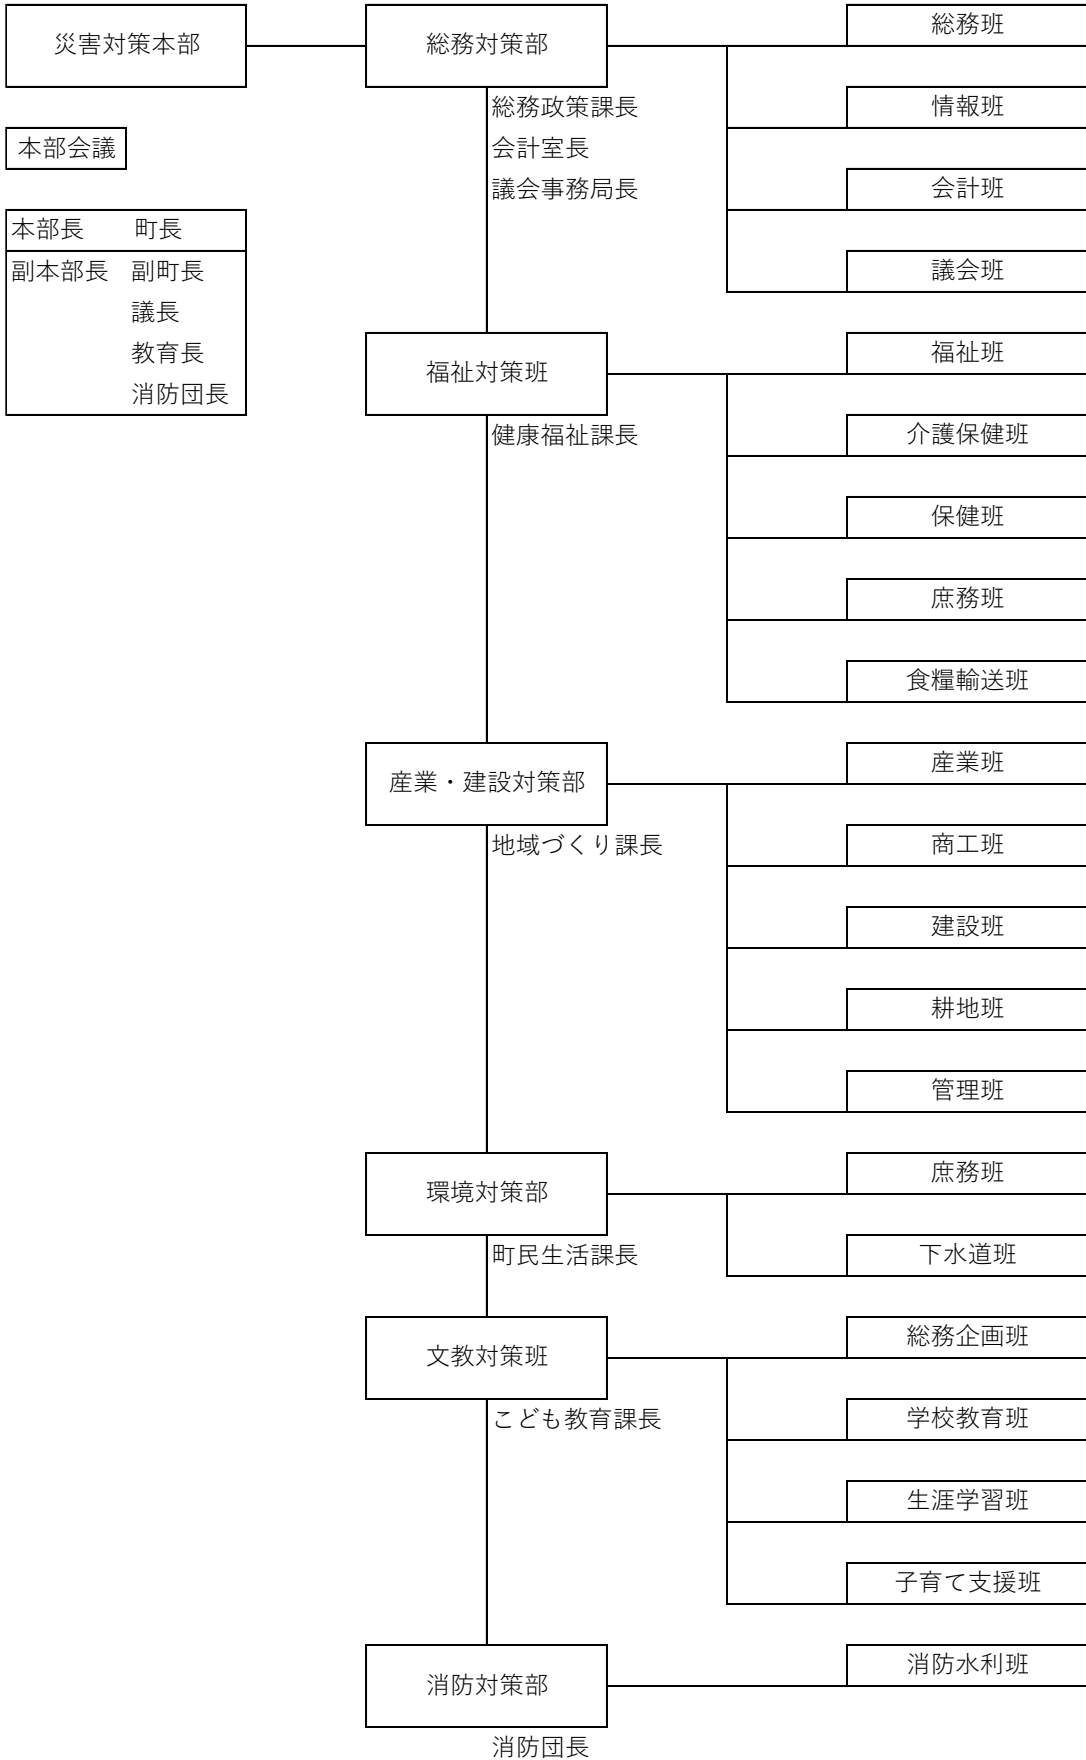 災害対策本部
本部会議
本部長 町長
副本部長 副町長
議長
教育長
消防団長
総務対策部
総務政策課長
会計室長
議会事務局長
総務班
情報班
会計班
議会班
福祉対策班
健康福祉課長
福祉班
介護保健班
保健班
庶務班
食糧輸送班
産業・建設対策部
地域づくり課長
産業班
商工班
建設班
耕地班
管理班
環境対策部
町民生活課長
庶務班
下水道班
文教対策班
こども教育課長
総務企画班
学校教育班
生涯学習班
子育て支援班
消防対策部
消防団長
消防水利班